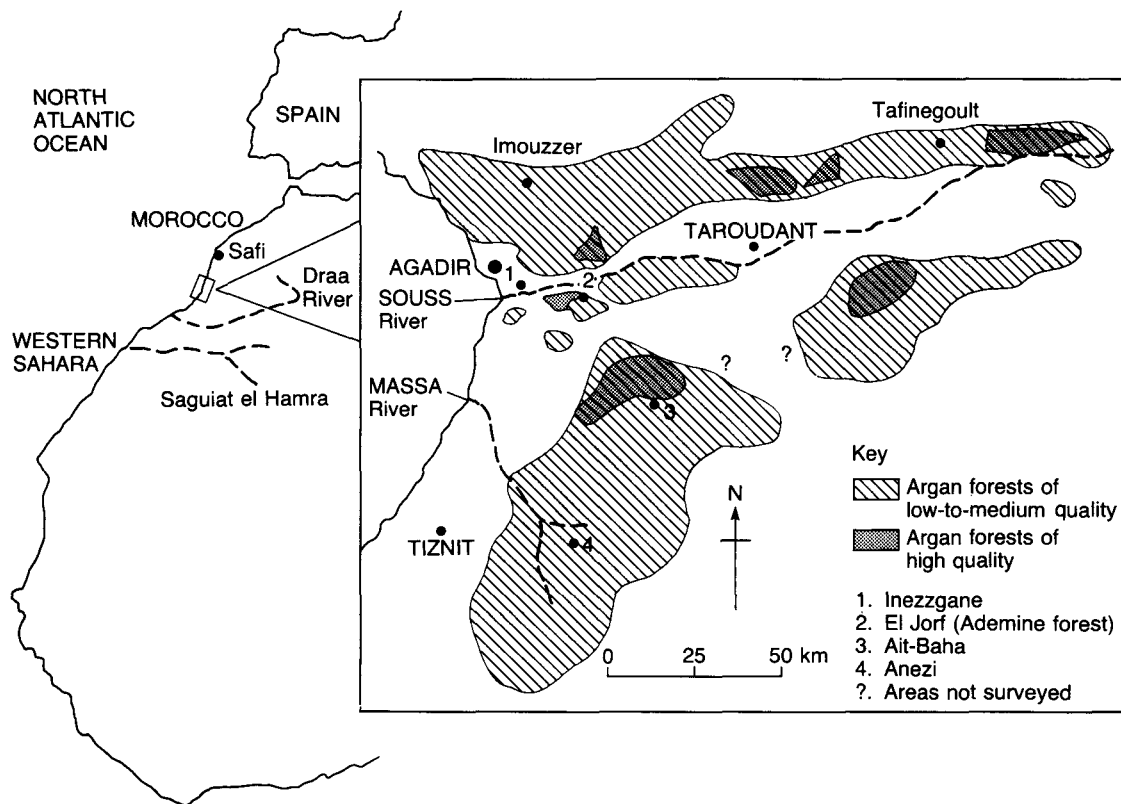 NORTH
ATLANTIC
OCEAN
SPAIN
MOROCCO
Safi
Draa
River
WESTERN
SAHARA
Saguiat el Hamra
Imouzzer
Tafinegoult
TAROUDANT
AGADIR
1
2
SOUSS
River
?
?
MASSA
River
3
TIZNIT
4
N
0 25 50 km
Key
Argan forests of
low-to-medium quality
Argan forests of
high quality
1. Inezzgane
2. El Jorf (Ademine forest)
3. Ait-Baha
4. Anezi
?. Areas not surveyed